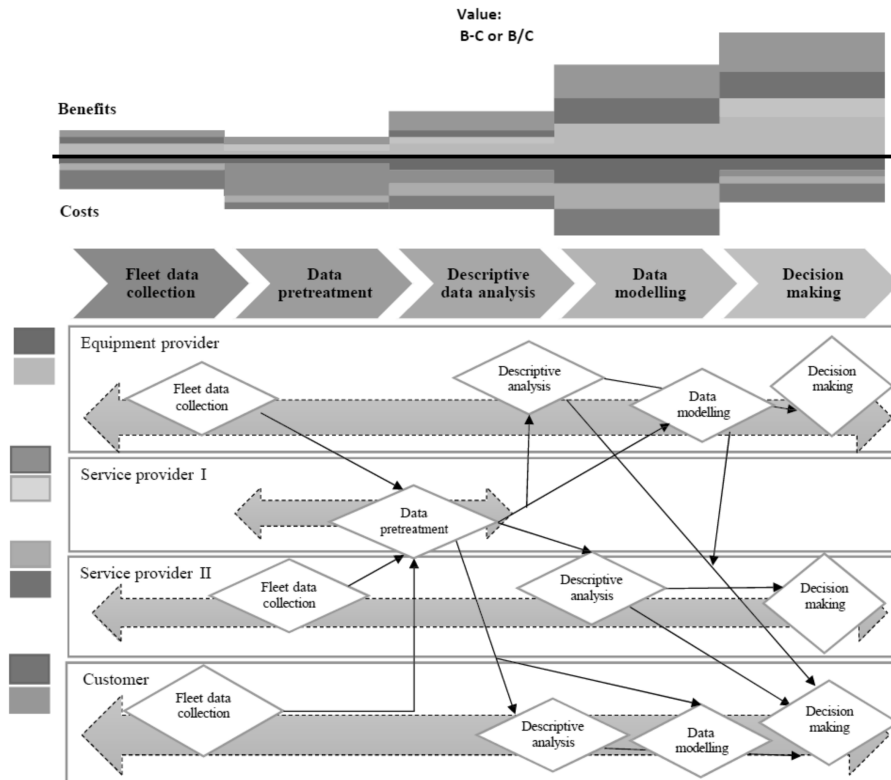 Value:
B-C or B/C
Benefits
Costs
Fleet data
collection
Data
pretreatment
Descriptive
data analysis
Data
modelling
Decision
making
Equipment provider
Fleet data
collection
Descriptive
analysis
Data
modelling
Decision
making
Service provider I
Data
pretreatment
Service provider II
Fleet data
collection
Descriptive
analysis
Decision
making
Customer
Fleet data
collection
Descriptive
analysis
Data
modelling
Decision
making